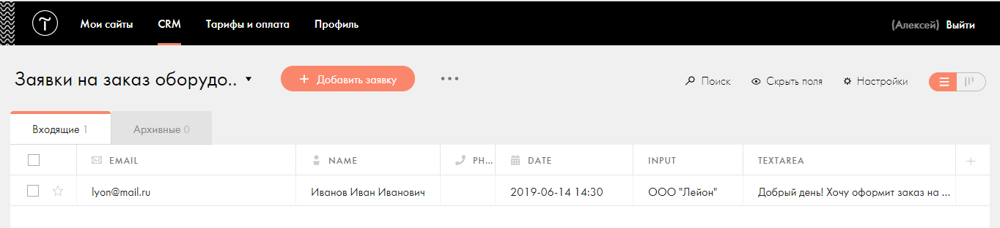 Мои сайты CRM Тарифы и оплата Профиль (Алексей) Выйти
Заявки на заказ оборудо.. + Добавить заявку ••• Поиск Скрыть поля Настройки
Входящие 1 Архивные 0
EMAIL NAME PH... DATE INPUT TEXTAREA +
lyon@mail.ru Иванов Иван Иванович 2019-06-14 14:30 ООО "Лейон" Добрый день! Хочу оформит заказ на ...